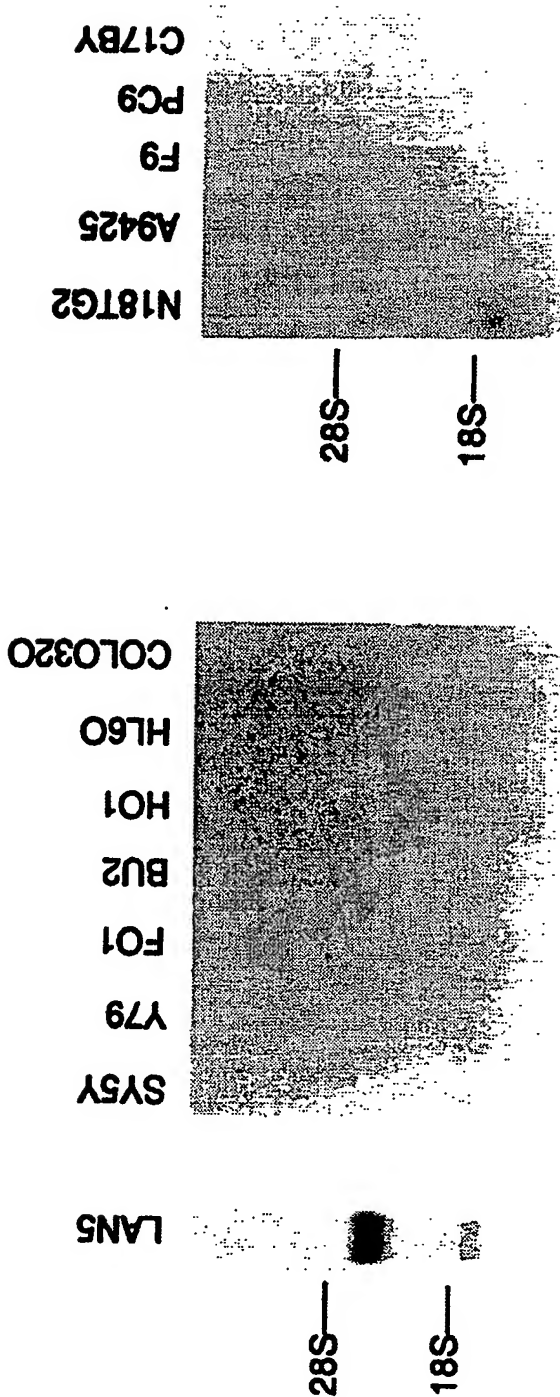 LAN5
SY5Y
Y79
FO1
BU2
HO1
HL60
COLO320
28S
18S
N18TG2
A9425
F9
PC9
C17BY
28S
18S